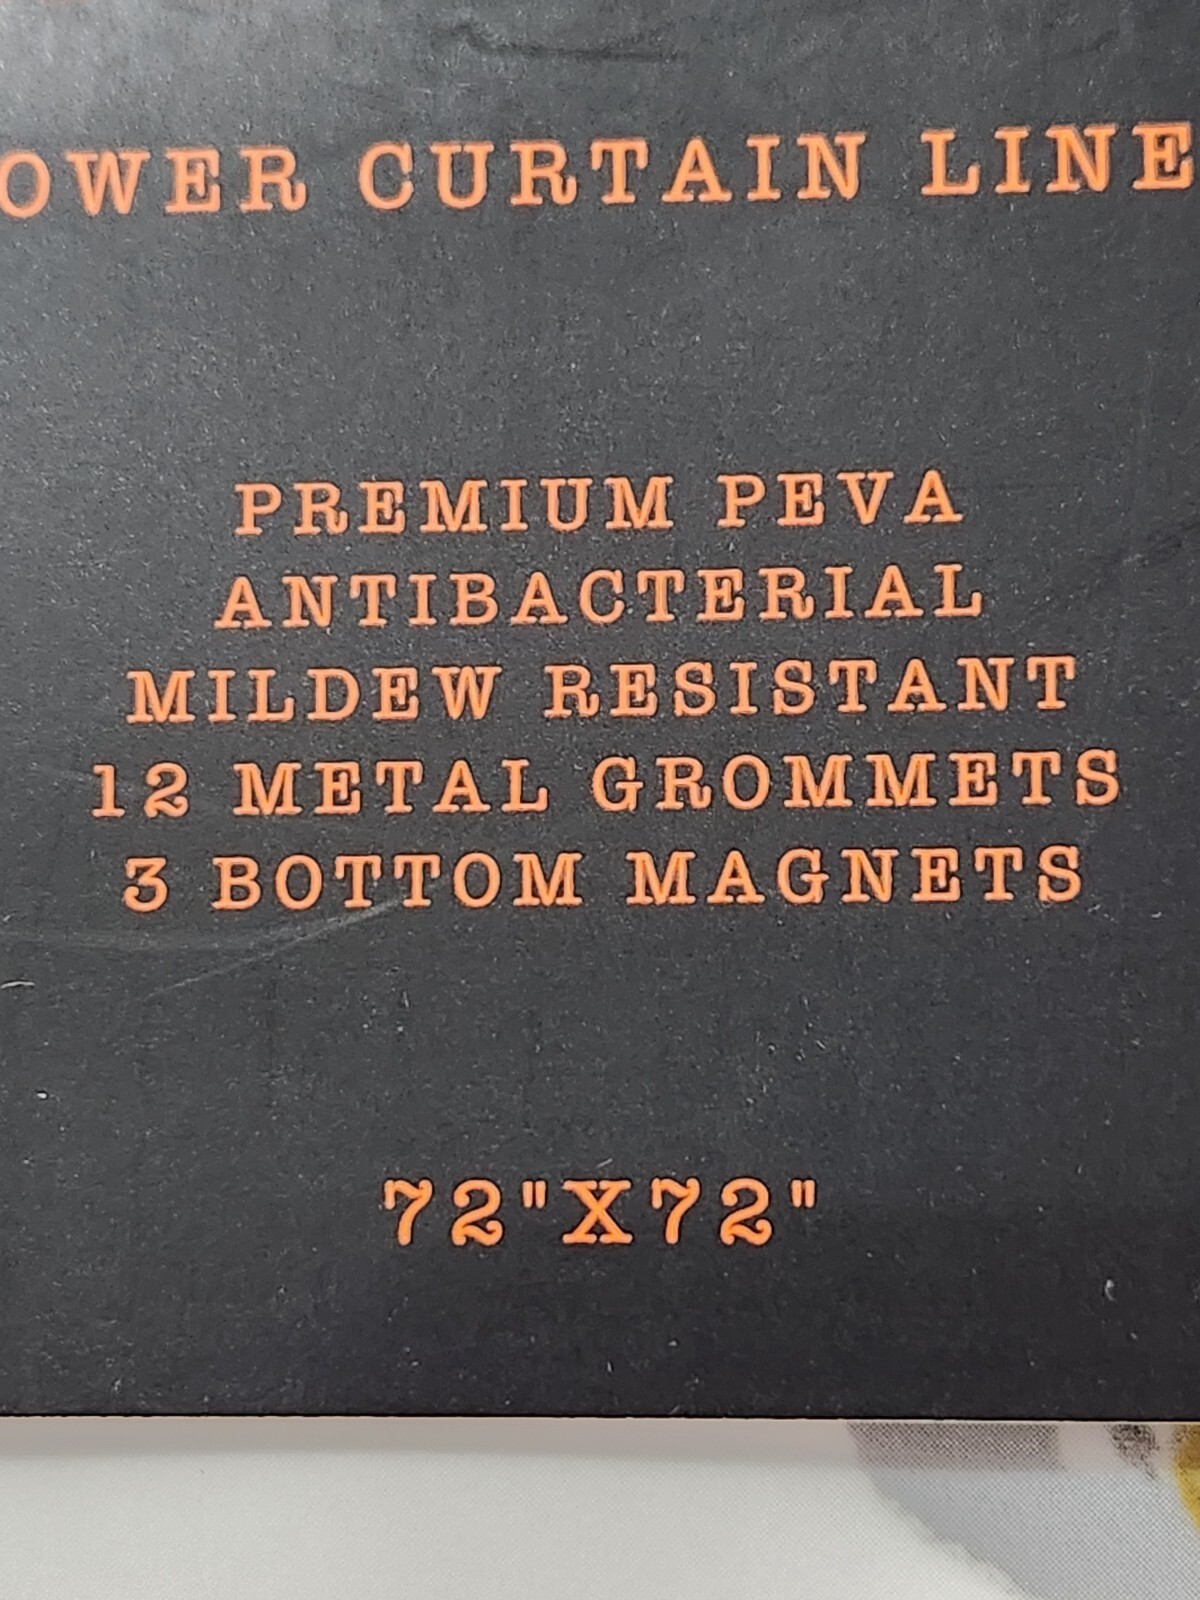 OWER CURTAIN LINE
PREMIUM PEVA
ANTIBACTERIAL
MILDEW RESISTANT
12 METAL GROMMETS
3 BOTTOM MAGNETS
72"X72"